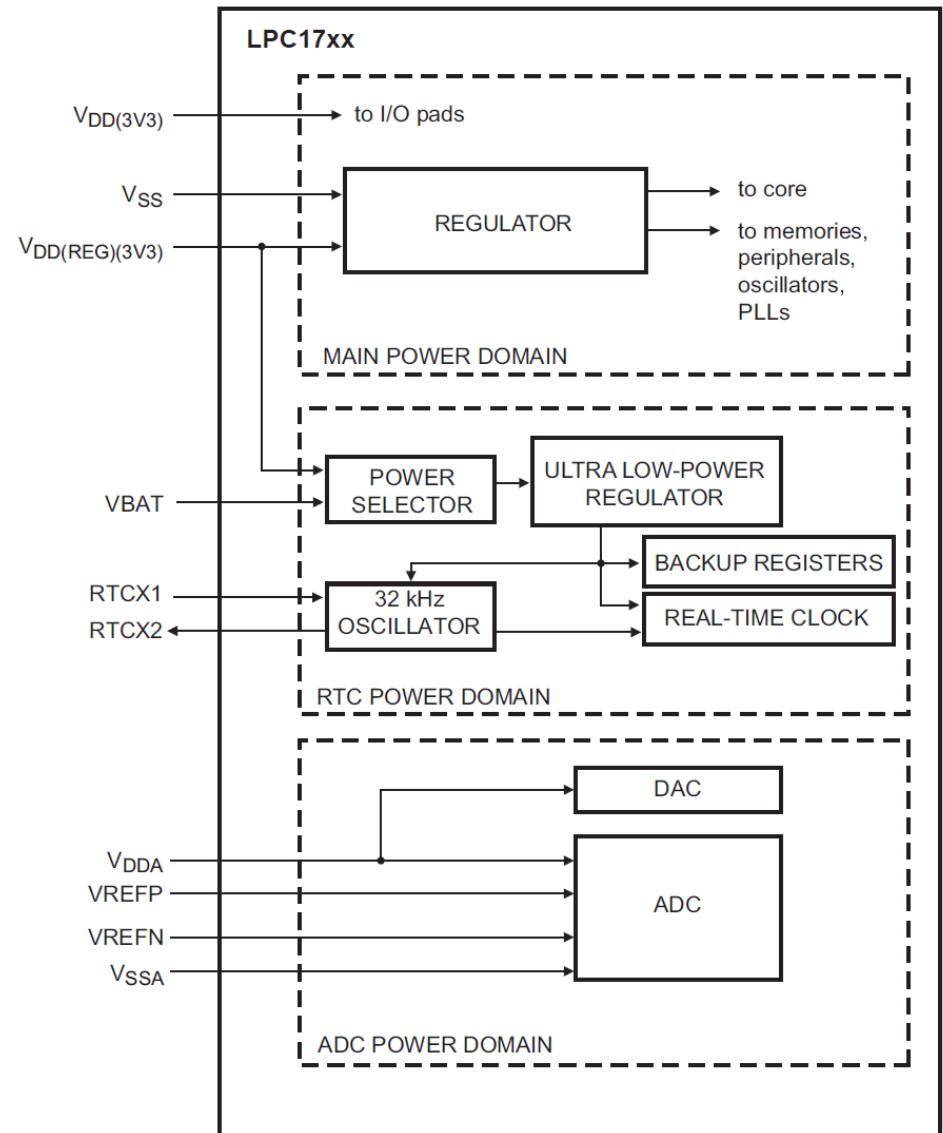 LPC17xx
VDD(3V3)
to I/O pads
VSS
REGULATOR
to core
VDD(REG)(3V3)
to memories,
peripherals,
oscillators,
PLLs
MAIN POWER DOMAIN
POWER
SELECTOR
ULTRA LOW-POWER
REGULATOR
VBAT
BACKUP REGISTERS
RTCX1
32 kHz
OSCILLATOR
RTCX2
REAL-TIME CLOCK
RTC POWER DOMAIN
DAC
VDDA
VREFP
ADC
VREFN
VSSA
ADC POWER DOMAIN